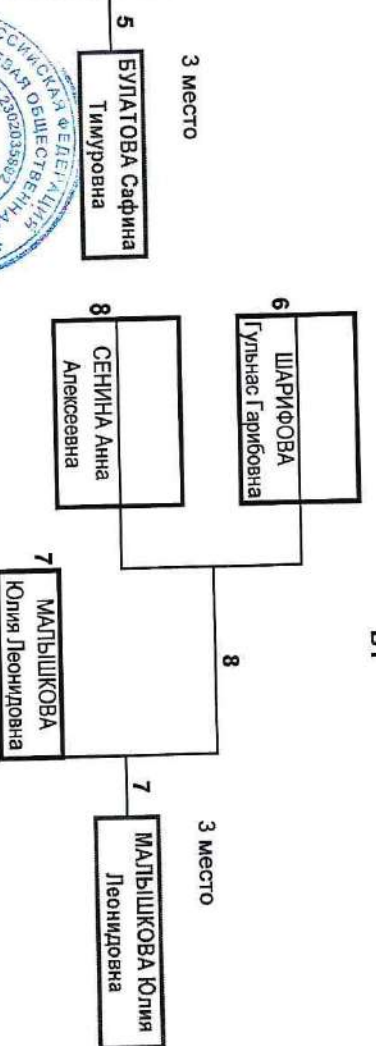 3 место
5
БУЛАТОВА Сафина
Тимуровна
6
ШАРИФОВА
Гульнас Гарибовна
8
СЕНИНА Анна
Алексеевна
8
7
МАЛЫШКОВА
Юлия Леонидовна
7
3 место
МАЛЫШКОВА Юлия
Леонидовна